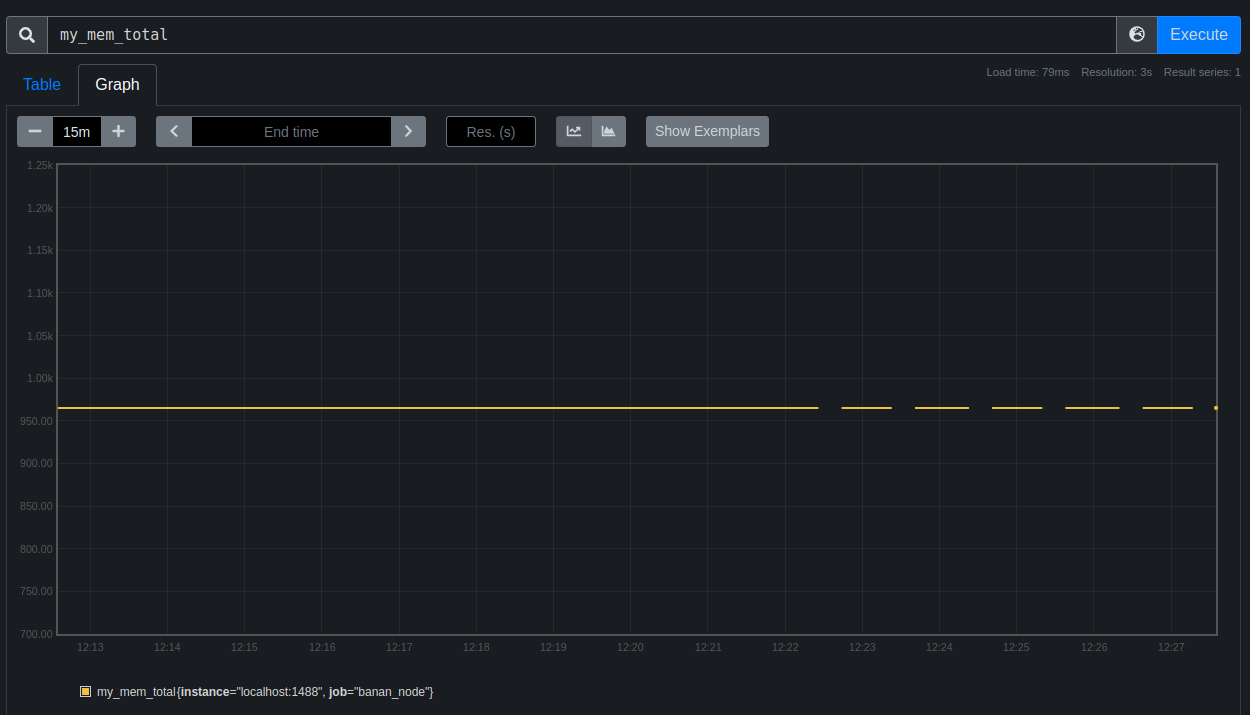 my_mem_total
Execute
Load time: 79ms Resolution: 3s Result series: 1
Table Graph
15m End time Res. (s) Show Exemplars
1.25k
1.20k
1.15k
1.10k
1.05k
1.00k
950.00
900.00
850.00
800.00
750.00
700.00
12:13 12:14 12:15 12:16 12:17 12:18 12:19 12:20 12:21 12:22 12:23 12:24 12:25 12:26 12:27
my_mem_total{instance="localhost:1488", job="banan_node"}